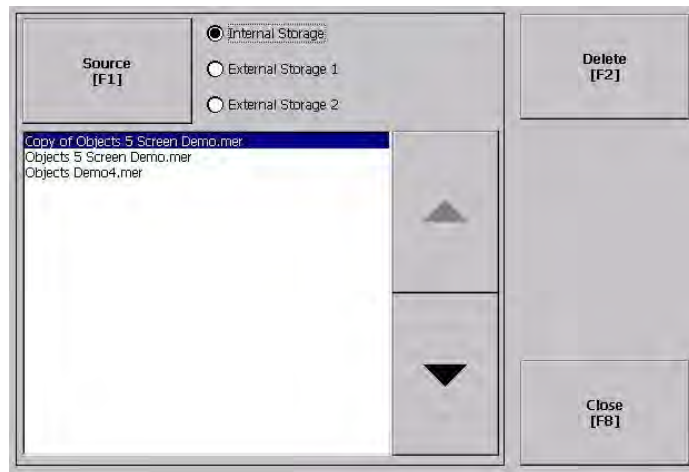 Source
[F1]
Internal Storage
External Storage 1
External Storage 2
Delete
[F2]
Copy of Objects 5 Screen Demo.mer
Objects 5 Screen Demo.mer
Objects Demo4.mer
Close
[F8]